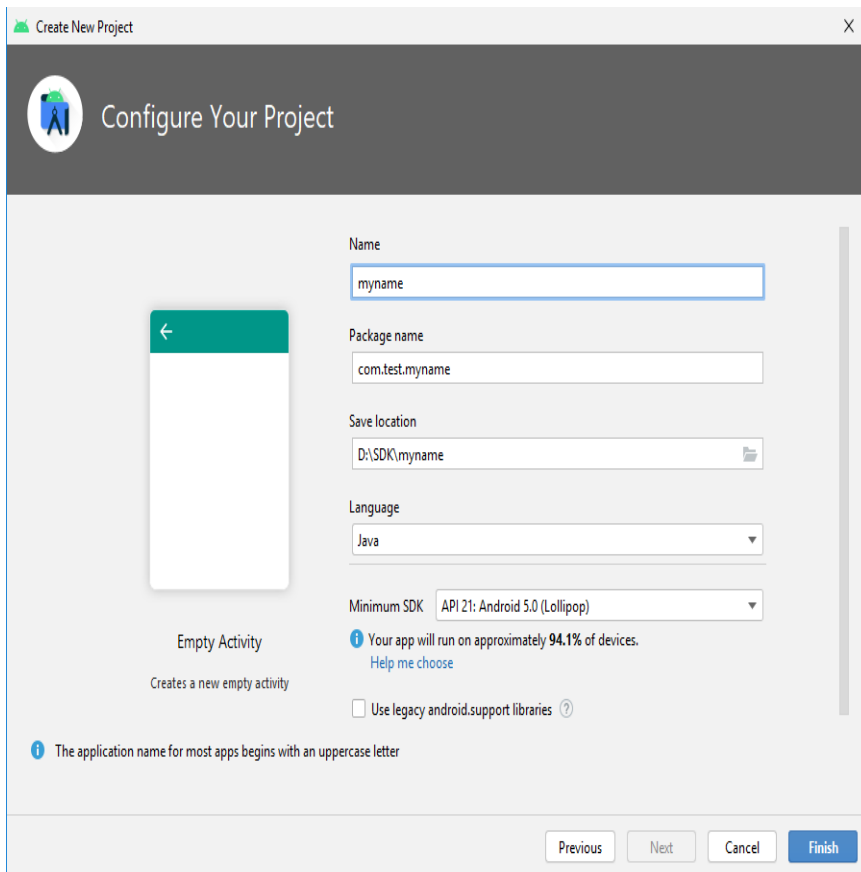 Create New Project
X
Configure Your Project
Name
myname
Package name
com.test.myname
Save location
D:\SDK\myname
Language
Java
Minimum SDK API 21: Android 5.0 (Lollipop)
Your app will run on approximately 94.1% of devices.
Help me choose
Use legacy android.support libraries ?
Empty Activity
Creates a new empty activity
The application name for most apps begins with an uppercase letter
Previous Next Cancel Finish